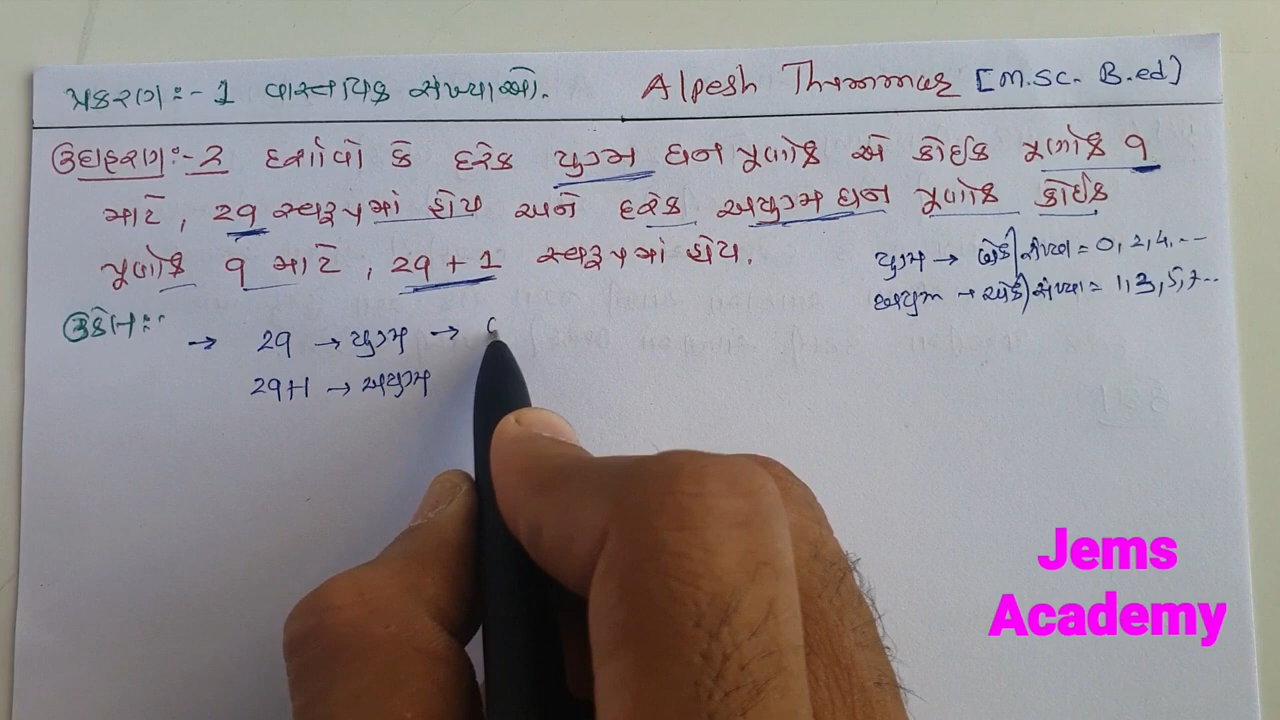 પ્રકરણ:- 1 વાસ્તવિક સંખ્યાઓ. Alpesh Thummar [M.Sc. B.ed]
ઉદાહરણ:- 2 દર્શાવો કે દરેક યુગ્મ ધન પૂર્ણાંક એ કોઈક પૂર્ણાંક q
માટે, 2q સ્વરૂપમાં હોય અને દરેક અયુગ્મ ધન પૂર્ણાંક કોઈક
પૂર્ણાંક q માટે, 2q + 1 સ્વરૂપમાં હોય.
યુગ્મ → બેકી સંખ્યા = 0, 2, 4, ...
અયુગ્મ → એકી સંખ્યા = 1, 3, 5, 7...
ઉકેલ:-
→ 2q → યુગ્મ →
2q+1 → અયુગ્મ
Jems
Academy